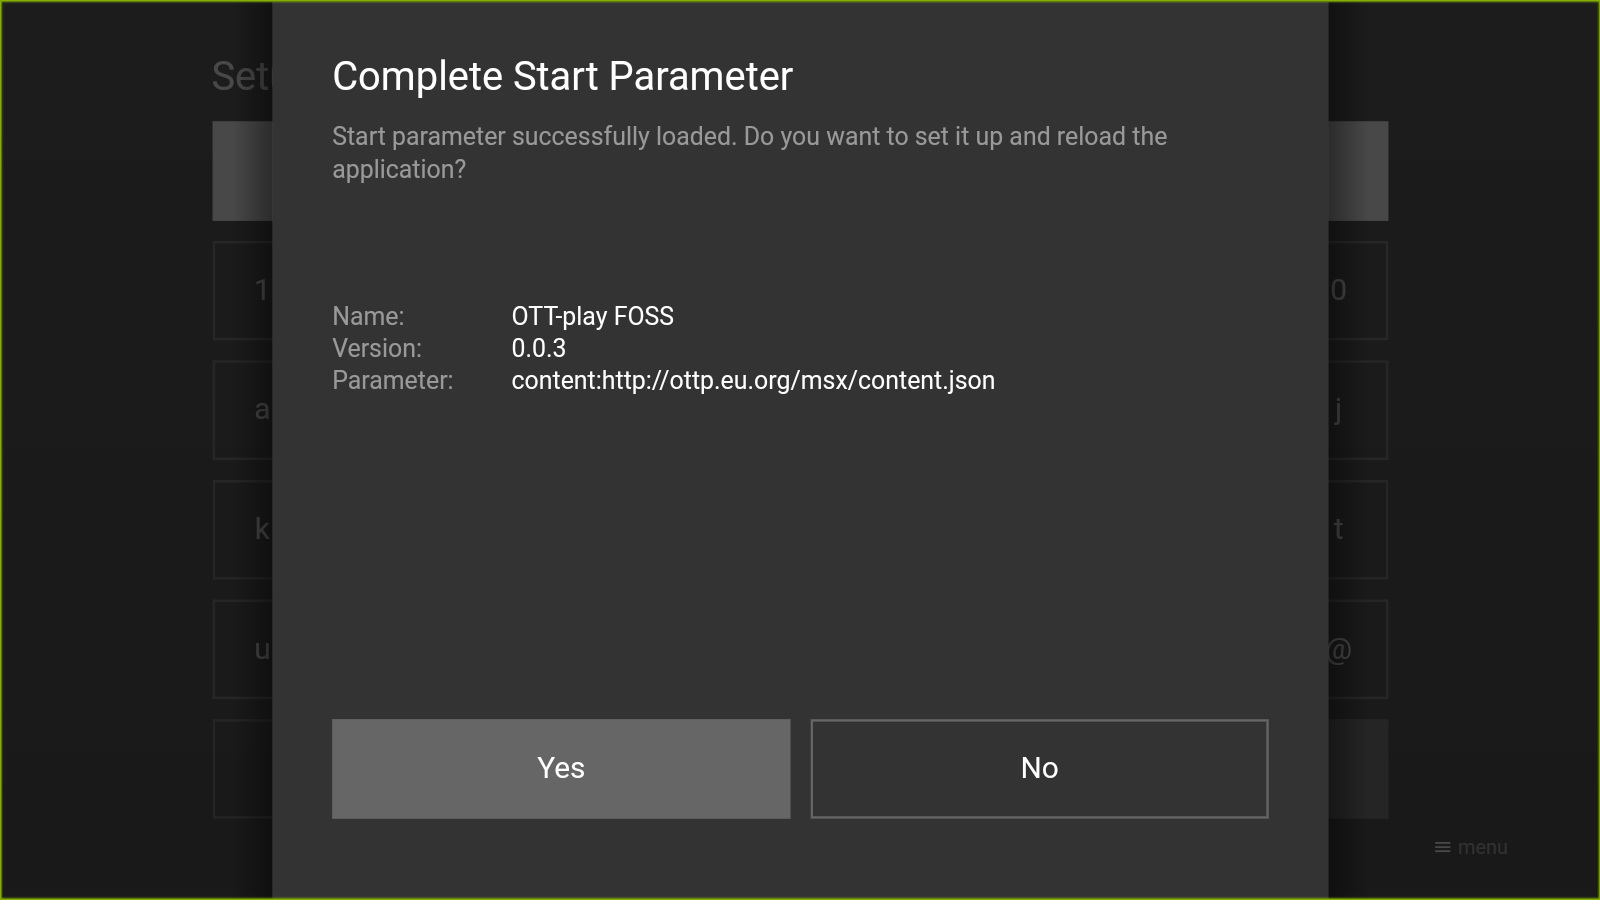 Complete Start Parameter
Start parameter successfully loaded. Do you want to set it up and reload the
application?
Name: OTT-play FOSS
Version: 0.0.3
Parameter: content:http://ottp.eu.org/msx/content.json
Yes No
Set
1 0
a j
k t
u @
menu